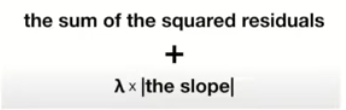 the sum of the squared residuals
+
λ × |the slope|